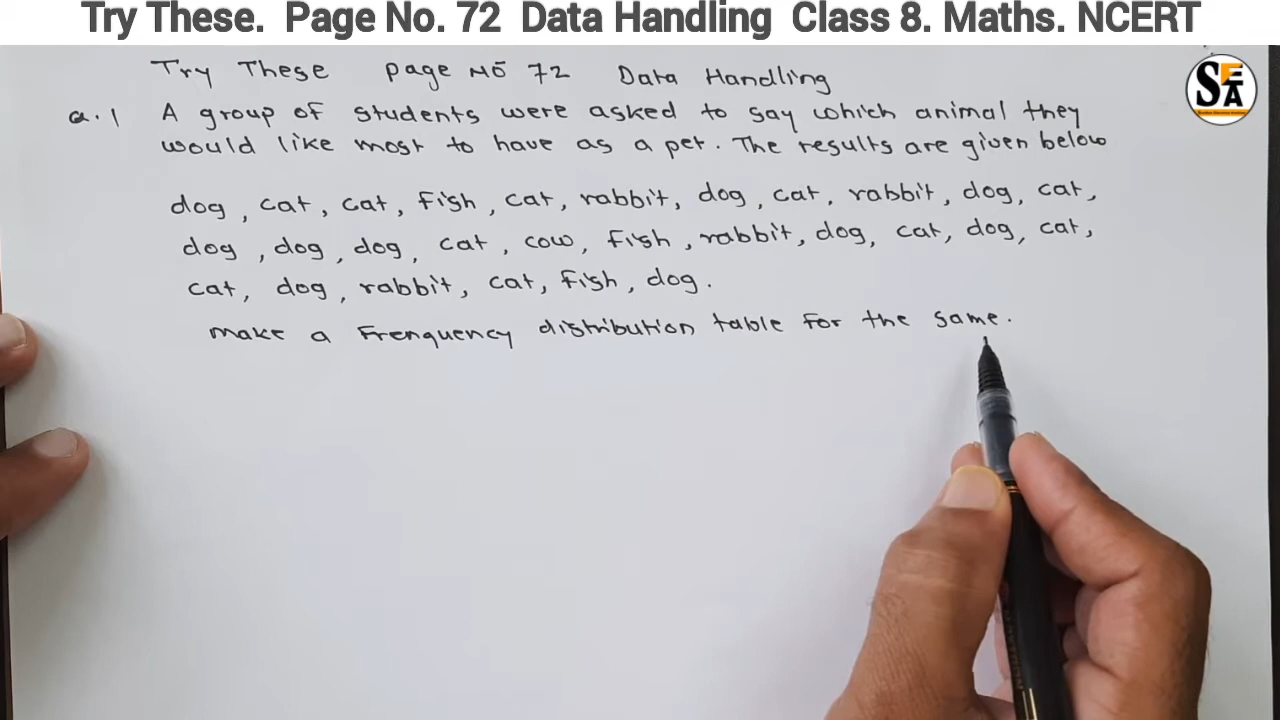 Try These. Page No. 72 Data Handling Class 8. Maths. NCERT
Try These Page No 72 Data Handling
Q.1 A group of students were asked to say which animal they
would like most to have as a pet. The results are given below
dog, cat, cat, fish, cat, rabbit, dog, cat, rabbit, dog, cat,
dog, dog, dog, cat, cow, fish, rabbit, dog, cat, dog, cat,
cat, dog, rabbit, cat, fish, dog.
make a Frenquency distribution table for the same.
SEA